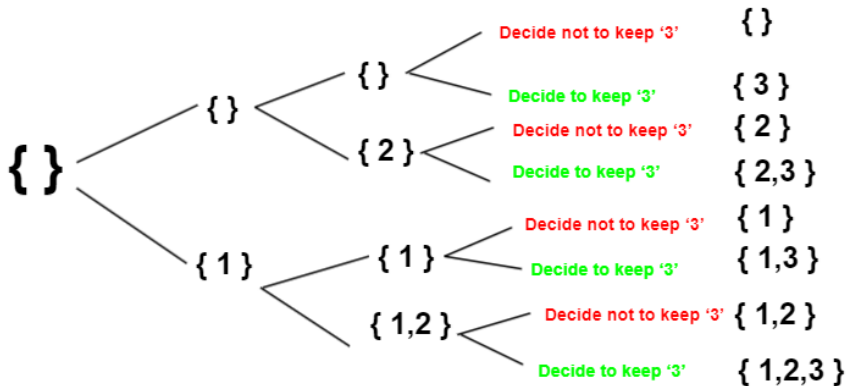 Decide not to keep ‘3’ { }
{ }
Decide to keep ‘3’ { 3 }
{ }
Decide not to keep ‘3’ { 2 }
{ 2 }
{ }
Decide to keep ‘3’ { 2,3 }
Decide not to keep ‘3’ { 1 }
{ 1 }
{ 1 }
Decide to keep ‘3’ { 1,3 }
Decide not to keep ‘3’ { 1,2 }
{ 1,2 }
Decide to keep ‘3’ { 1,2,3 }